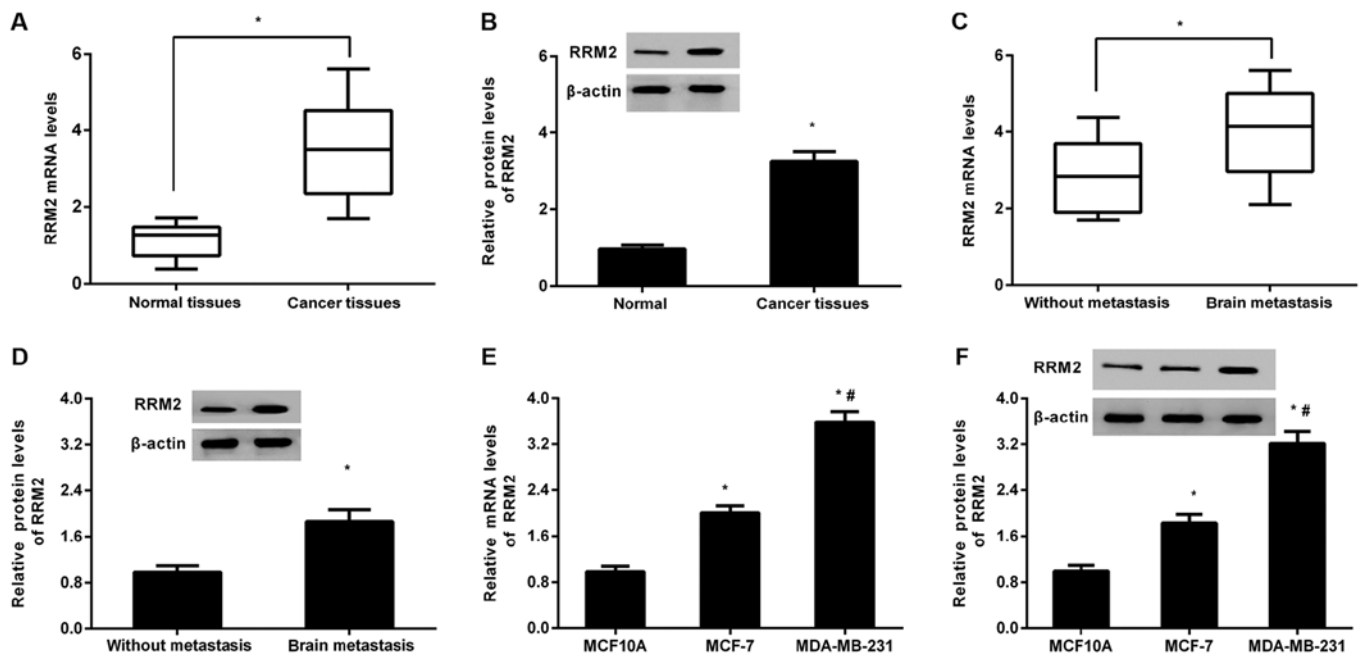 A
*
RRM2 mRNA levels
6
4
2
0
Normal tissues
Cancer tissues
B
RRM2
β-actin
*
Relative protein levels
of RRM2
6
4
2
0
Normal
Cancer tissues
C
*
RRM2 mRNA levels
6
4
2
0
Without metastasis
Brain metastasis
D
RRM2
β-actin
*
Relative protein levels
of RRM2
4.0
3.2
2.4
1.6
0.8
0.0
Without metastasis
Brain metastasis
E
* #
*
Relative mRNA levels
of RRM2
4.0
3.2
2.4
1.6
0.8
0.0
MCF10A
MCF-7
MDA-MB-231
F
RRM2
β-actin
* #
*
Relative protein levels
of RRM2
4.0
3.2
2.4
1.6
0.8
0.0
MCF10A
MCF-7
MDA-MB-231